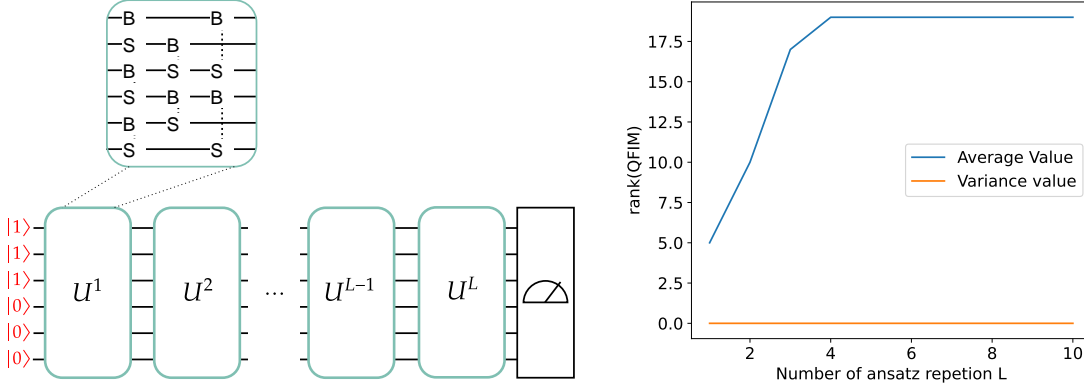 B B
S B
B S S
S B B
B S
S S
|1⟩
|1⟩
|1⟩
|0⟩
|0⟩
|0⟩
U¹ U² ... Uᴸ⁻¹ Uᴸ
rank(QFIM)
17.5
15.0
12.5
10.0
7.5
5.0
2.5
0.0
Average Value
Variance value
2 4 6 8 10
Number of ansatz repetion L